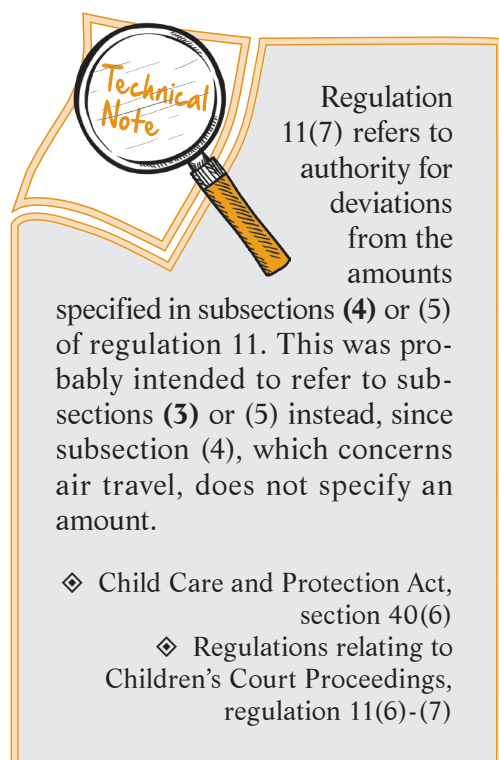 Technical
Note
Regulation
11(7) refers to
authority for
deviations
from the
amounts
specified in subsections (4) or (5)
of regulation 11. This was pro-
bably intended to refer to sub-
sections (3) or (5) instead, since
subsection (4), which concerns
air travel, does not specify an
amount.
◈ Child Care and Protection Act,
section 40(6)
◈ Regulations relating to
Children's Court Proceedings,
regulation 11(6)-(7)